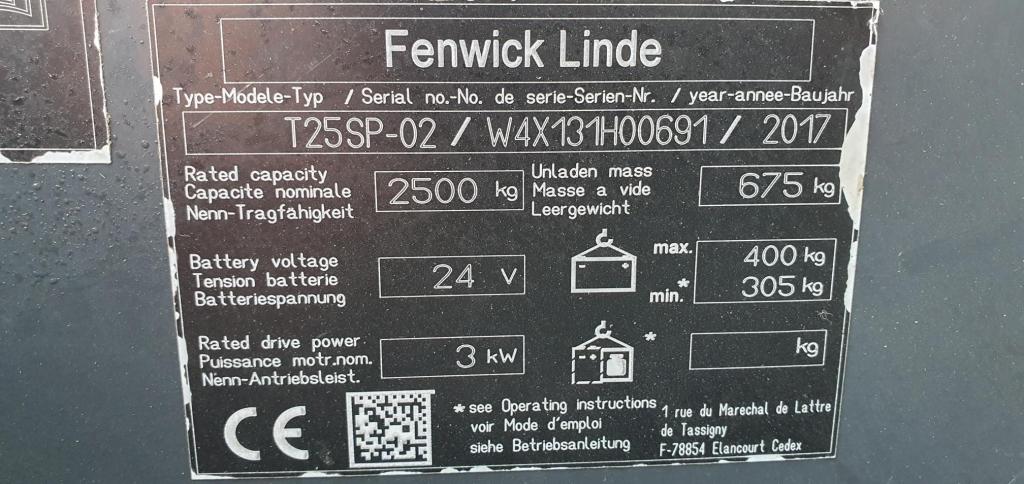 Fenwick Linde
Type-Modele-Typ / Serial no.-No. de serie-Serien-Nr. / year-annee-Baujahr
T25SP-02 / W4X131H00691 / 2017
Rated capacity
Capacite nominale
Nenn-Tragfähigkeit
2500 kg
Unladen mass
Masse a vide
Leergewicht
675 kg
Battery voltage
Tension batterie
Batteriespannung
24 V
max. 400 kg
min.* 305 kg
Rated drive power
Puissance motr.nom.
Nenn-Antriebsleist.
3 kW
* kg
CE
*see Operating instructions
voir Mode d'emploi
siehe Betriebsanleitung
1 rue du Marechal de Lattre
de Tassigny
F-78854 Elancourt Cedex